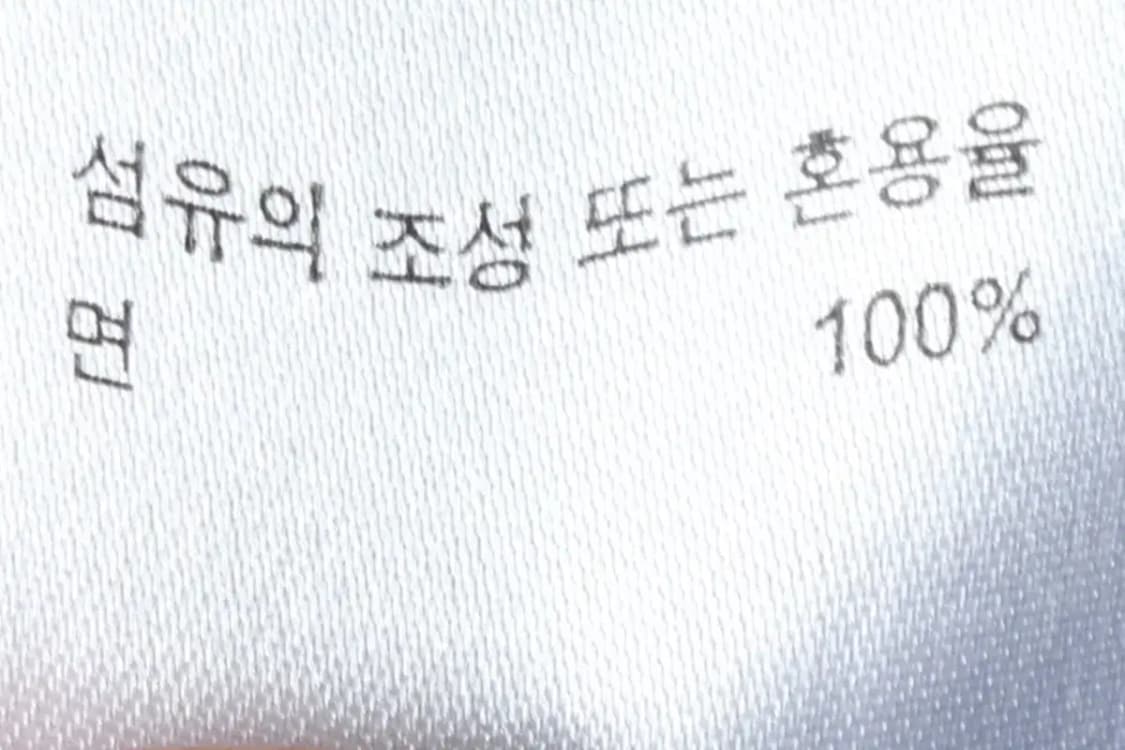 섬유의 조성 또는 혼용율
면 100%